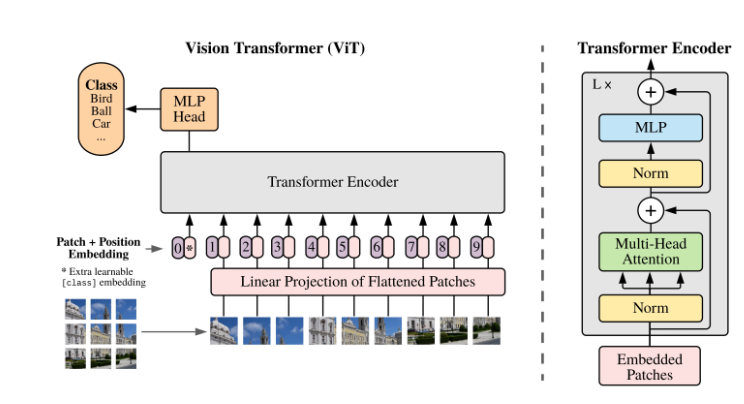 Vision Transformer (ViT)
Class
Bird
Ball
Car
...
MLP
Head
Transformer Encoder
Patch + Position
Embedding
* Extra learnable
[class] embedding
0 * 1 2 3 4 5 6 7 8 9
Linear Projection of Flattened Patches
Transformer Encoder
L ×
+
MLP
Norm
+
Multi-Head
Attention
Norm
Embedded
Patches